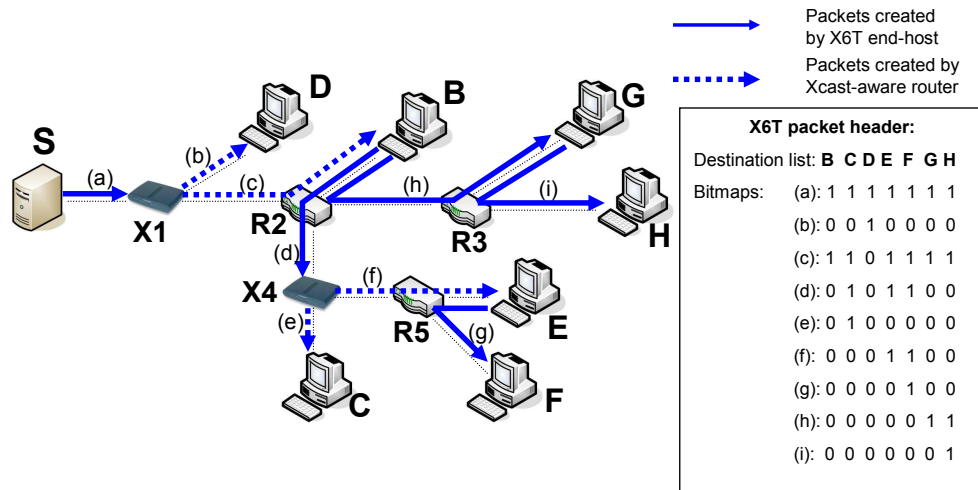 Packets created
by X6T end-host
Packets created by
Xcast-aware router
D
B
G
S
(b)
(a)
(c)
(h)
(i)
X1
R2
R3
H
(d)
(f)
X4
(e)
R5
E
(g)
C
F
X6T packet header:
Destination list: B C D E F G H
Bitmaps: (a): 1 1 1 1 1 1 1
(b): 0 0 1 0 0 0 0
(c): 1 1 0 1 1 1 1
(d): 0 1 0 1 1 0 0
(e): 0 1 0 0 0 0 0
(f): 0 0 0 1 1 0 0
(g): 0 0 0 0 1 0 0
(h): 0 0 0 0 0 1 1
(i): 0 0 0 0 0 0 1